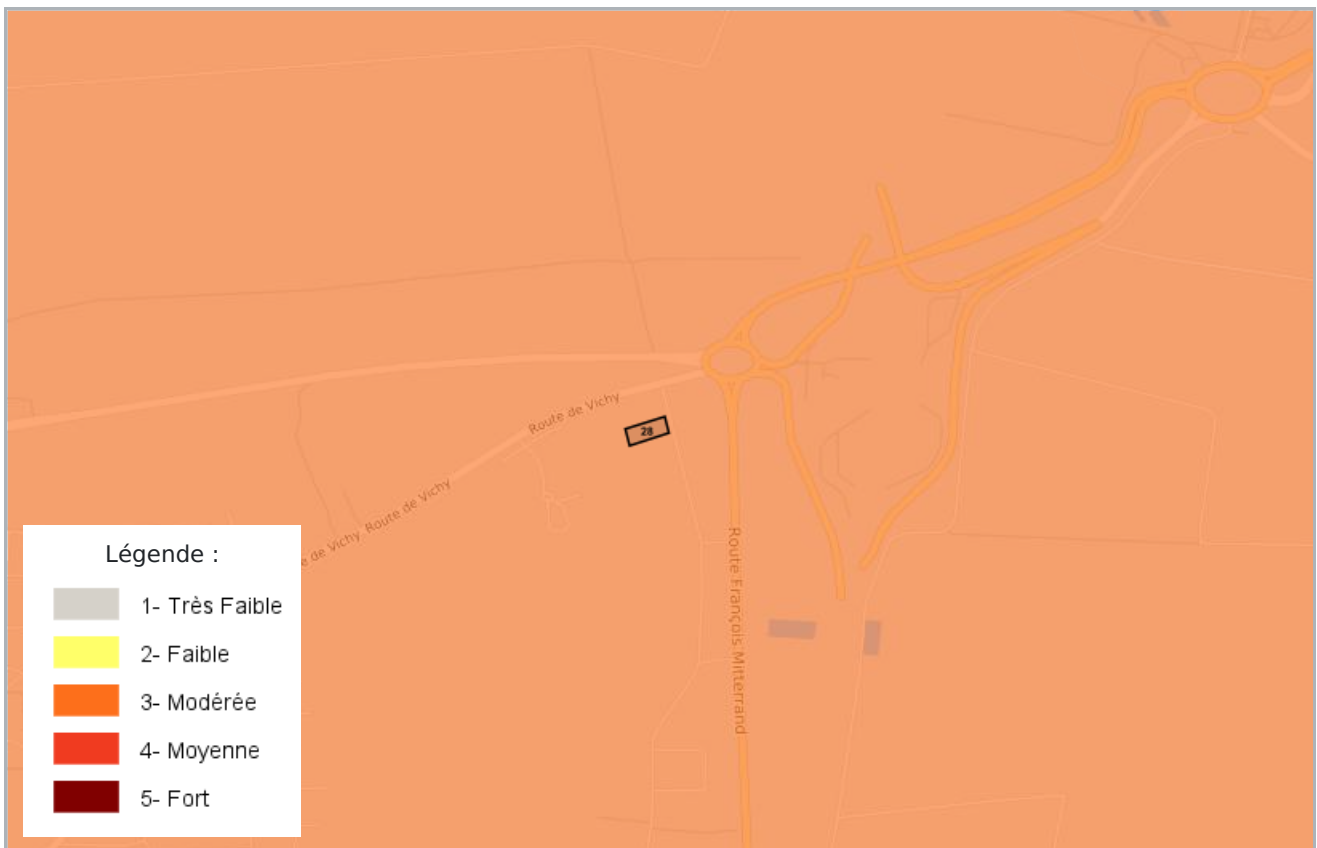 Route de Vichy
28
Route de Vichy
e de Vichy
Route François Mitterrand
Légende :
1- Très Faible
2- Faible
3- Modérée
4- Moyenne
5- Fort